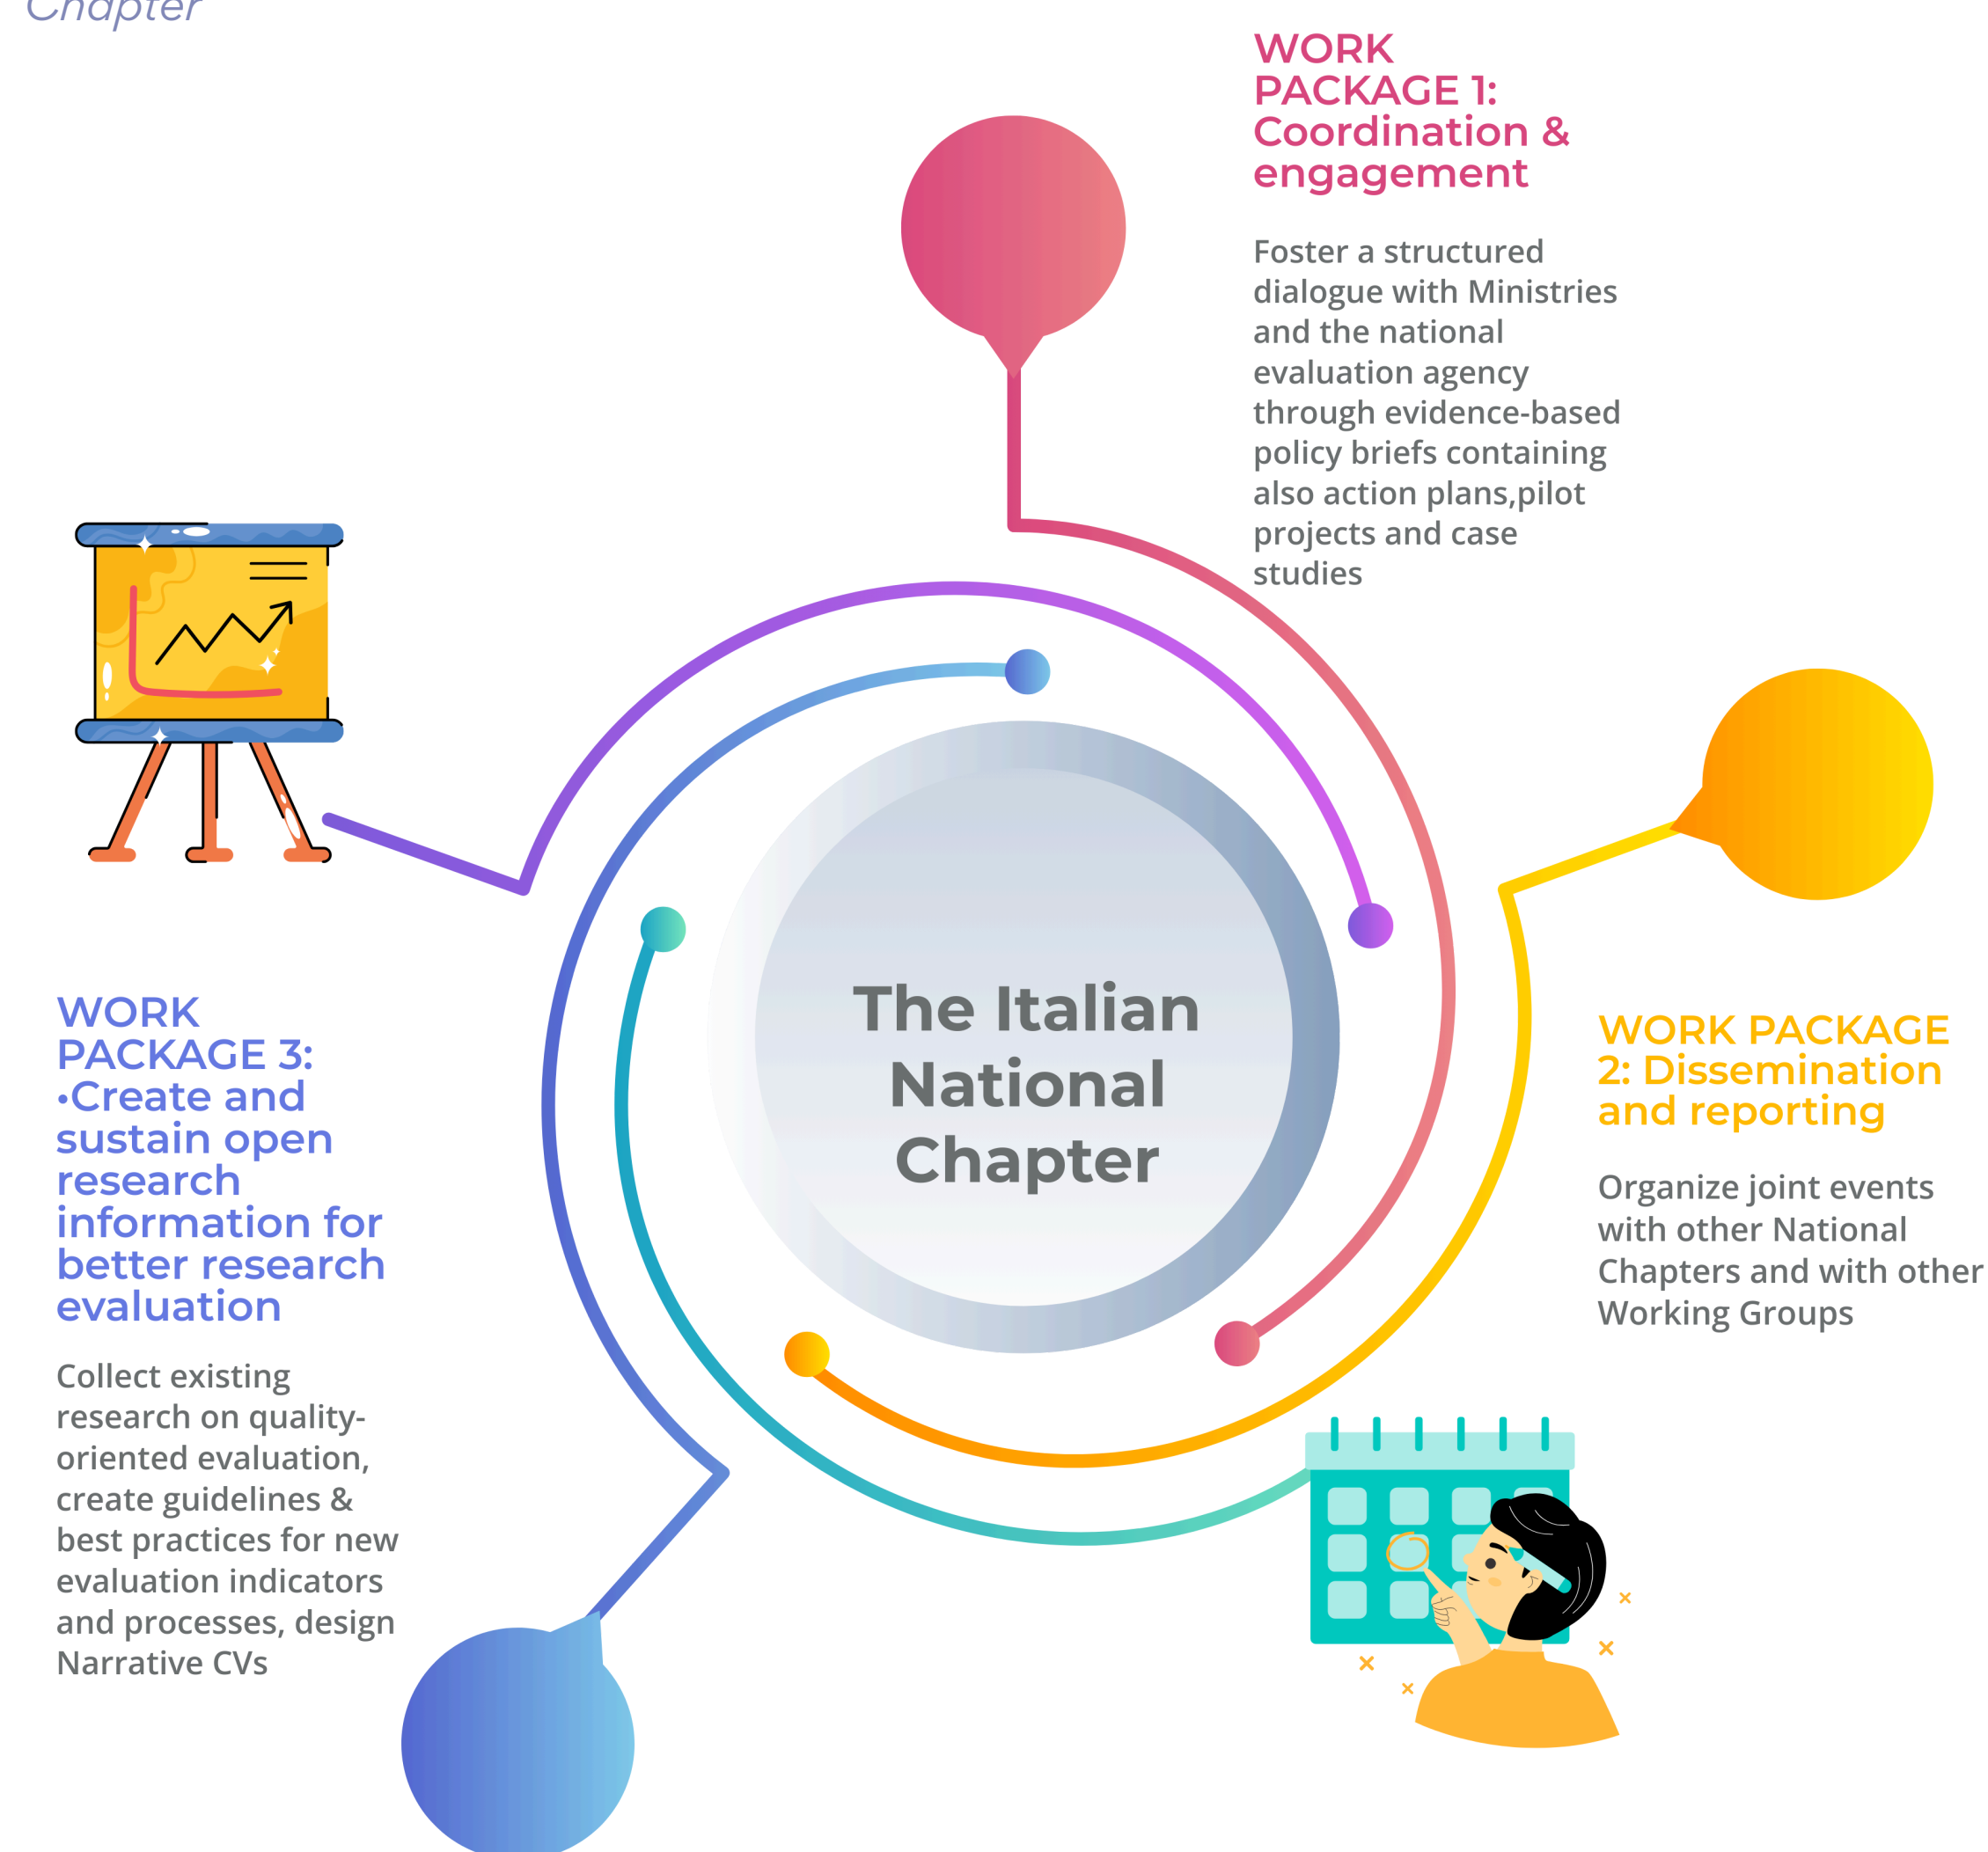 Chapter
WORK
PACKAGE 1:
Coordination &
engagement
Foster a structured
dialogue with Ministries
and the national
evaluation agency
through evidence-based
policy briefs containing
also action plans,pilot
projects and case
studies
The Italian
National
Chapter
WORK
PACKAGE 3:
•Create and
sustain open
research
information for
better research
evaluation
Collect existing
research on quality-
oriented evaluation,
create guidelines &
best practices for new
evaluation indicators
and processes, design
Narrative CVs
WORK PACKAGE
2: Dissemination
and reporting
Organize joint events
with other National
Chapters and with other
Working Groups